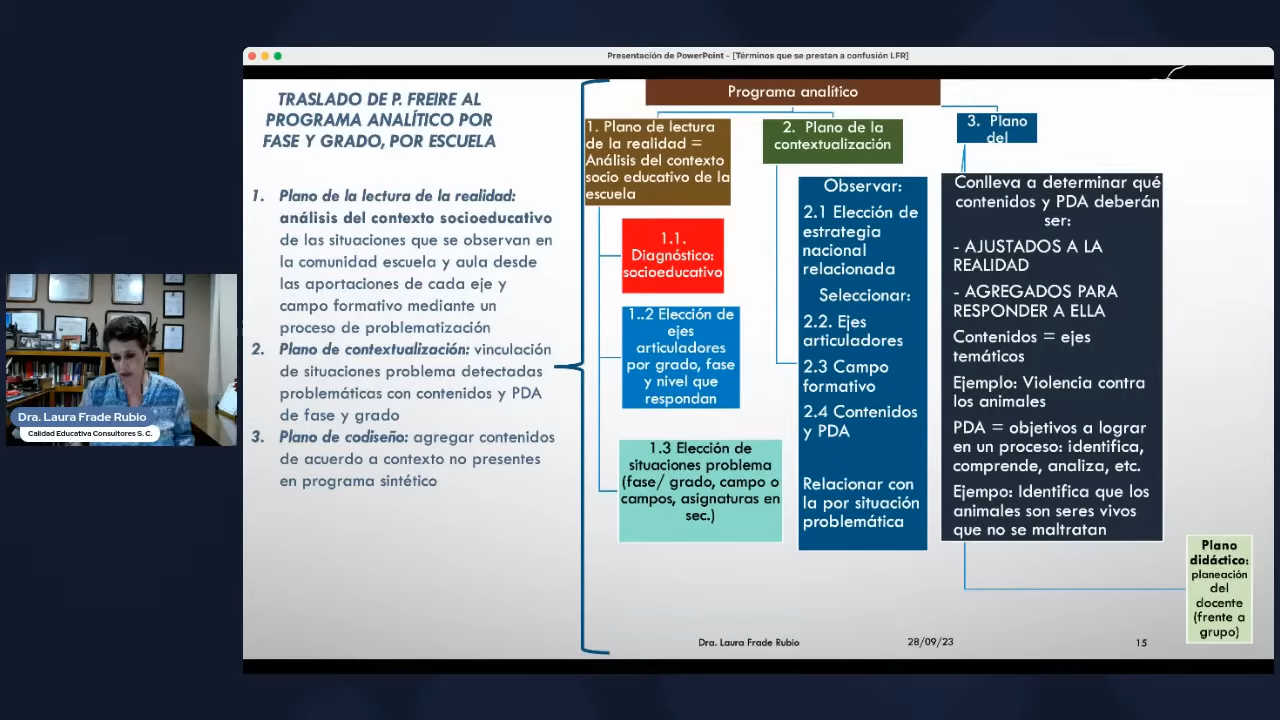 Presentación de PowerPoint - [Términos que se prestan a confusión LFR]
TRASLADO DE P. FREIRE AL
PROGRAMA ANALÍTICO POR
FASE Y GRADO, POR ESCUELA
1. Plano de la lectura de la realidad:
análisis del contexto socioeducativo
de las situaciones que se observan en
la comunidad escuela y aula desde
las aportaciones de cada eje y
campo formativo mediante un
proceso de problematización
2. Plano de contextualización: vinculación
de situaciones problema detectadas
problemáticas con contenidos y PDA
de fase y grado
3. Plano de codiseño: agregar contenidos
de acuerdo a contexto no presentes
en programa sintético
Programa analítico
1. Plano de lectura
de la realidad =
Análisis del contexto
socio educativo de la
escuela
1.1.
Diagnóstico:
socioeducativo
1..2 Elección de
ejes
articuladores
por grado, fase
y nivel que
respondan
1.3 Elección de
situaciones problema
(fase/ grado, campo o
campos, asignaturas en
sec.)
2. Plano de la
contextualización
Observar:
2.1 Elección de
estrategia
nacional
relacionada
Seleccionar:
2.2. Ejes
articuladores
2.3 Campo
formativo
2.4 Contenidos
y PDA
Relacionar con
la por situación
problemática
3. Plano
del
Conlleva a determinar qué
contenidos y PDA deberán
ser:
- AJUSTADOS A LA
REALIDAD
- AGREGADOS PARA
RESPONDER A ELLA
Contenidos = ejes
temáticos
Ejemplo: Violencia contra
los animales
PDA = objetivos a lograr
en un proceso: identifica,
comprende, analiza, etc.
Ejempo: Identifica que los
animales son seres vivos
que no se maltratan
Plano
didáctico:
planeación
del
docente
(frente a
grupo)
Dra. Laura Frade Rubio
28/09/23
15
Dra. Laura Frade Rubio
Calidad Educativa Consultores S. C.